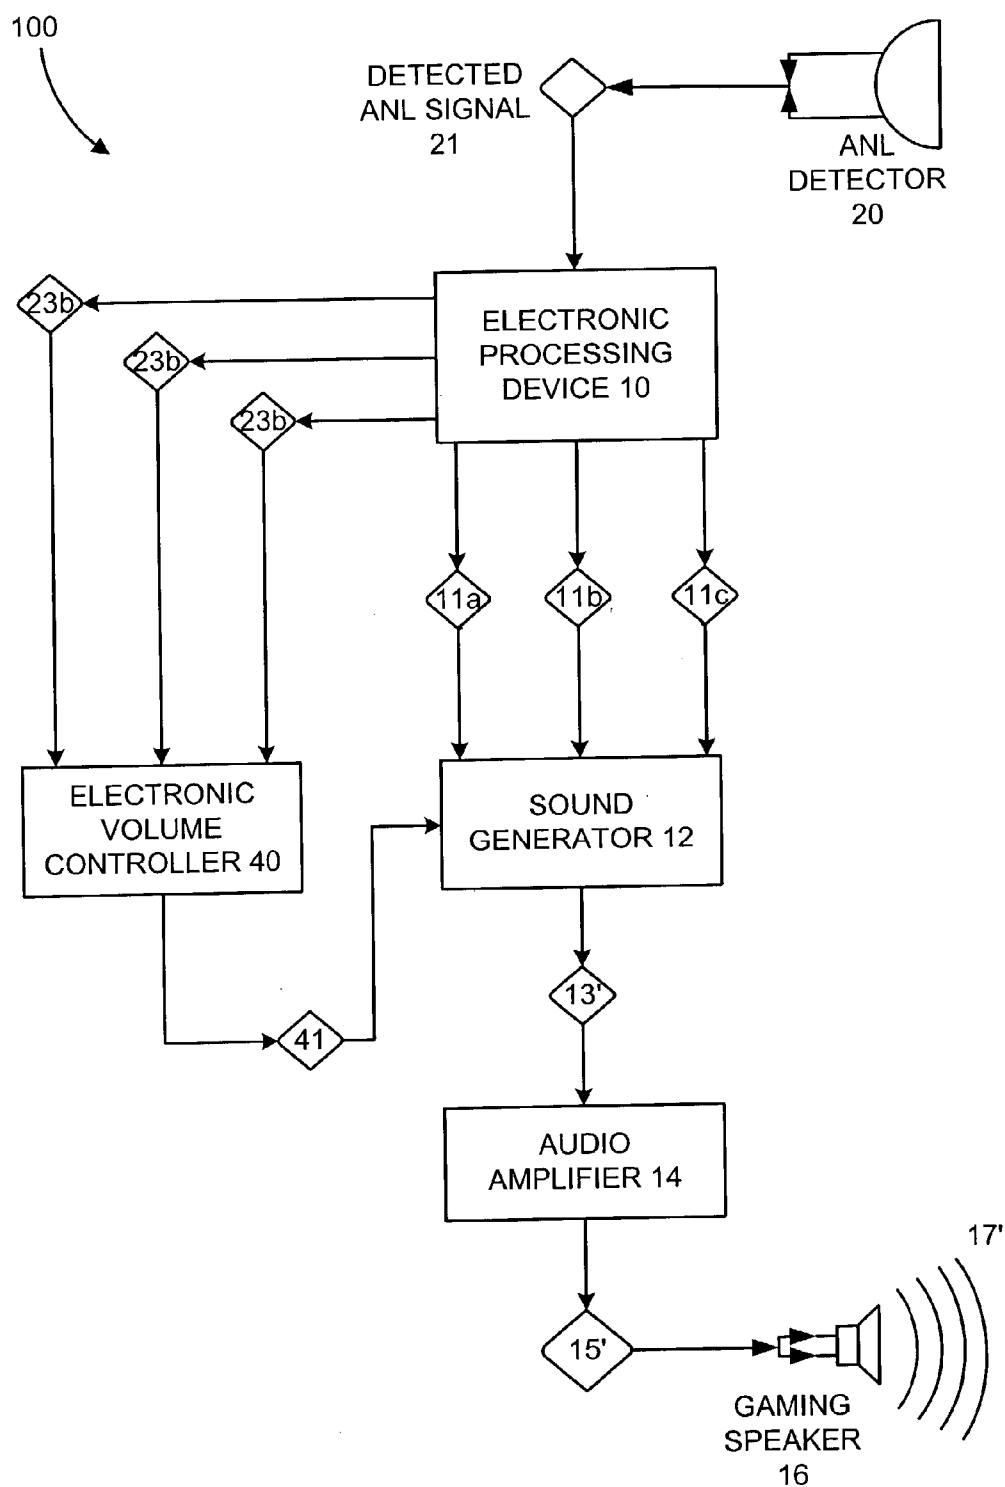 100
DETECTED
ANL SIGNAL
21
ANL
DETECTOR
20
23b
23b
23b
ELECTRONIC
PROCESSING
DEVICE 10
11a
11b
11c
ELECTRONIC
VOLUME
CONTROLLER 40
SOUND
GENERATOR 12
13'
41
AUDIO
AMPLIFIER 14
15'
17'
GAMING
SPEAKER
16